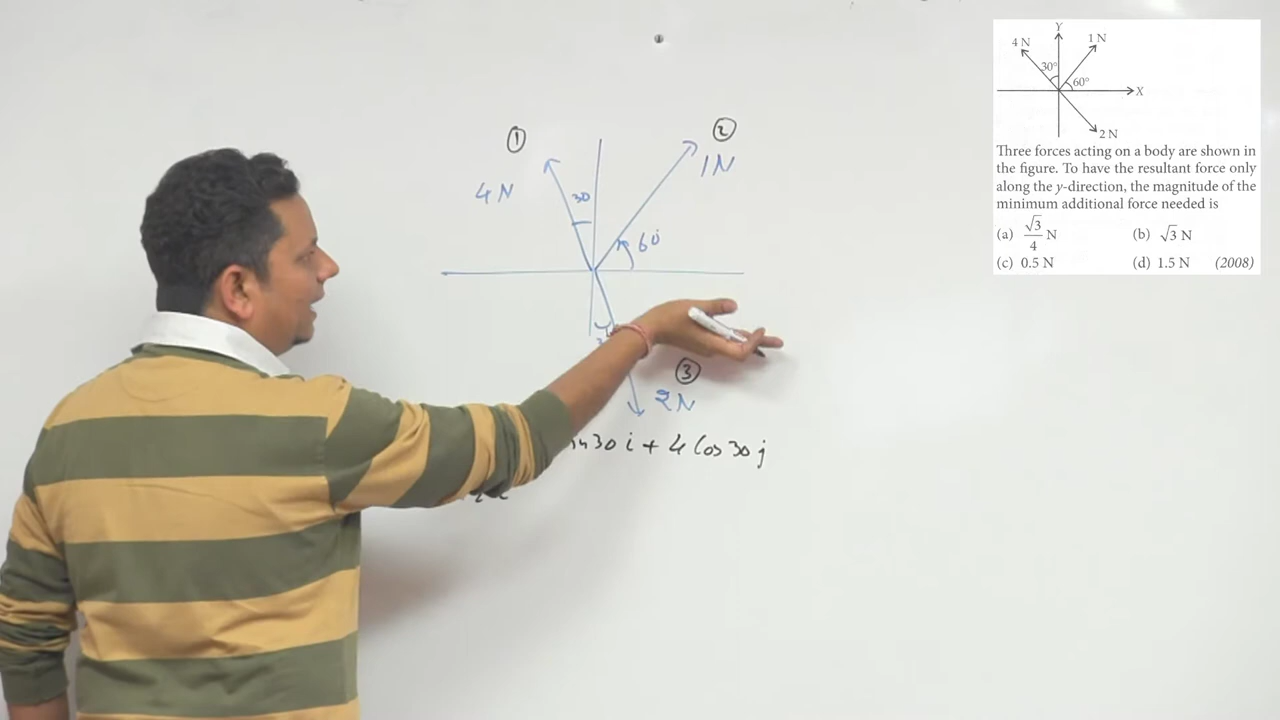 ① ②
4N 30 1N
60
③
2N
30 i + 4 Cos 30 j
Y
4 N 1 N
30°
60°
X
2 N
Three forces acting on a body are shown in
the figure. To have the resultant force only
along the y-direction, the magnitude of the
minimum additional force needed is
(a) √3/4 N (b) √3 N
(c) 0.5 N (d) 1.5 N (2008)